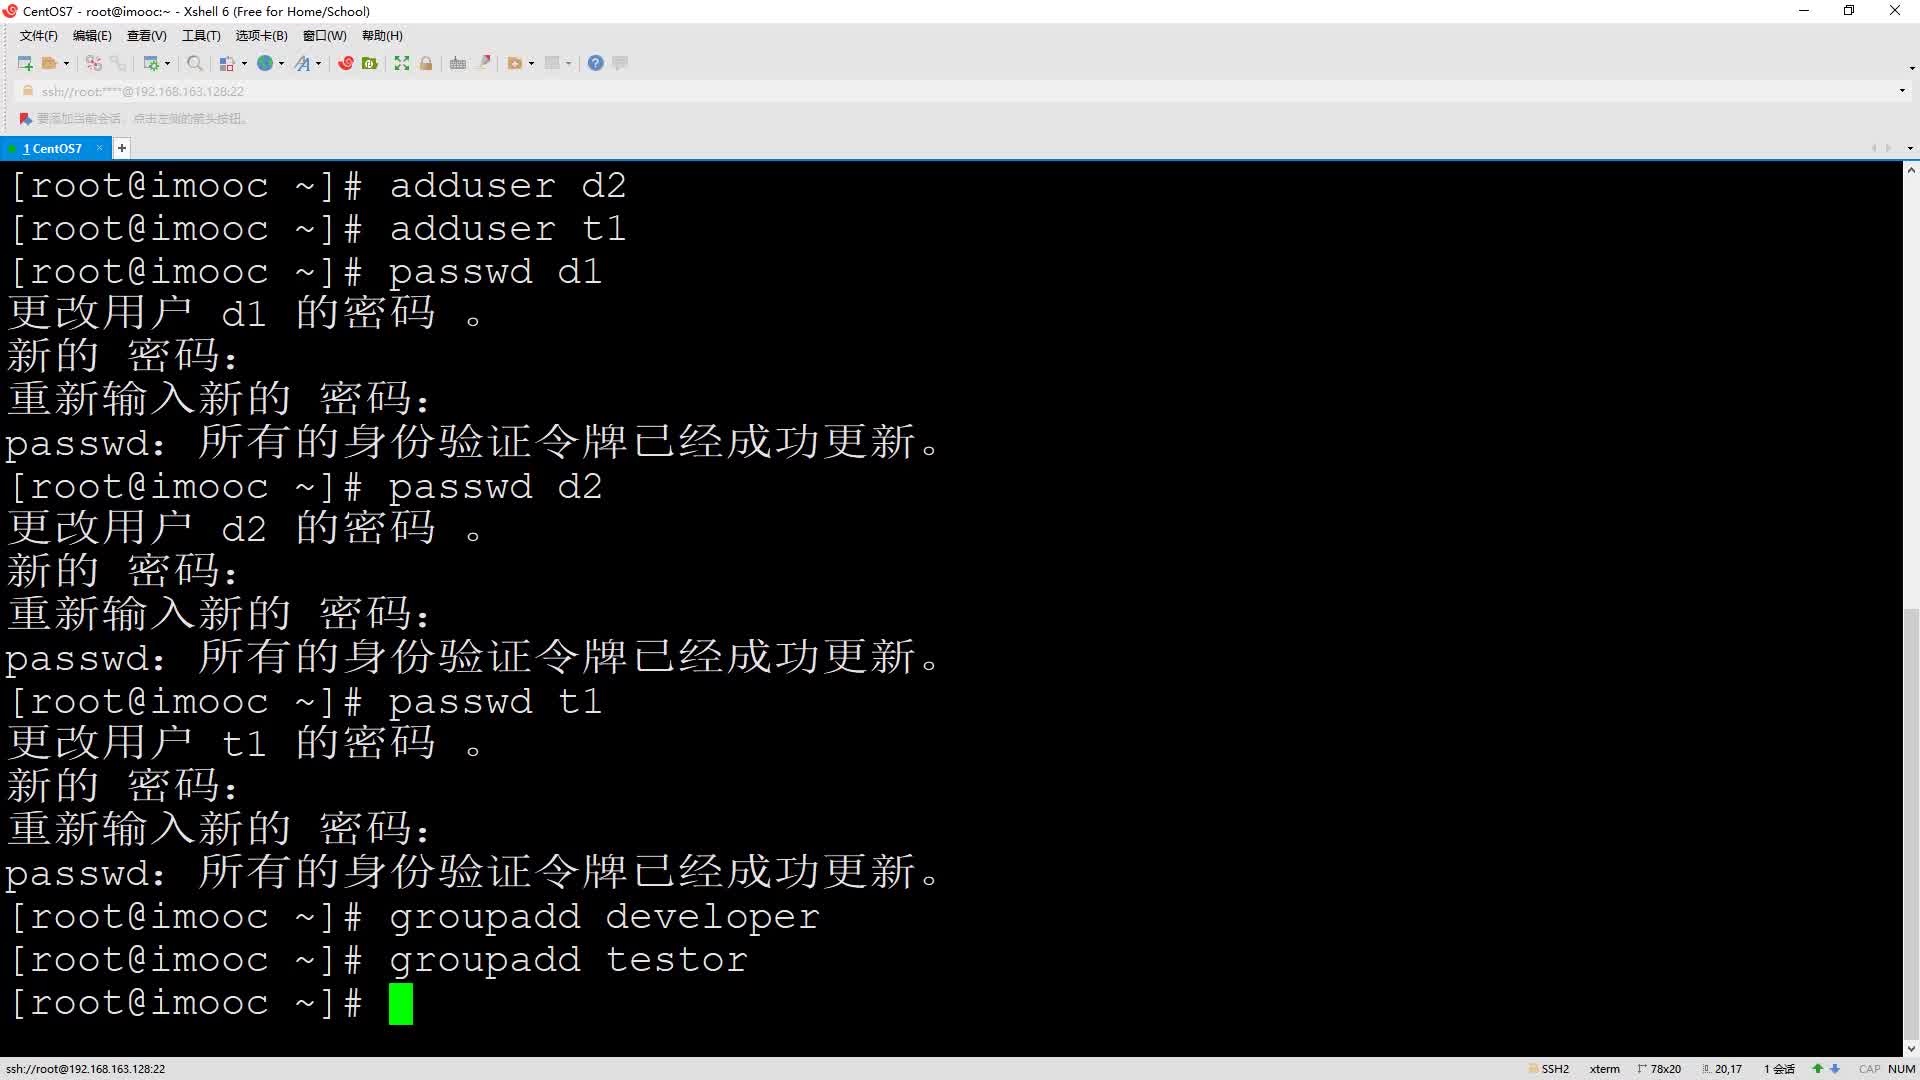 CentOS7 - root@imooc:~ - Xshell 6 (Free for Home/School)
文件(F) 编辑(E) 查看(V) 工具(T) 选项卡(B) 窗口(W) 帮助(H)
ssh://root:****@192.168.163.128:22
要添加当前会话，点击左侧的箭头按钮。
1 CentOS7
[root@imooc ~]# adduser d2
[root@imooc ~]# adduser t1
[root@imooc ~]# passwd d1
更改用户 d1 的密码 。
新的 密码：
重新输入新的 密码：
passwd：所有的身份验证令牌已经成功更新。
[root@imooc ~]# passwd d2
更改用户 d2 的密码 。
新的 密码：
重新输入新的 密码：
passwd：所有的身份验证令牌已经成功更新。
[root@imooc ~]# passwd t1
更改用户 t1 的密码 。
新的 密码：
重新输入新的 密码：
passwd：所有的身份验证令牌已经成功更新。
[root@imooc ~]# groupadd developer
[root@imooc ~]# groupadd testor
[root@imooc ~]#
ssh://root@192.168.163.128:22 SSH2 xterm 78x20 20,17 1 会话 CAP NUM